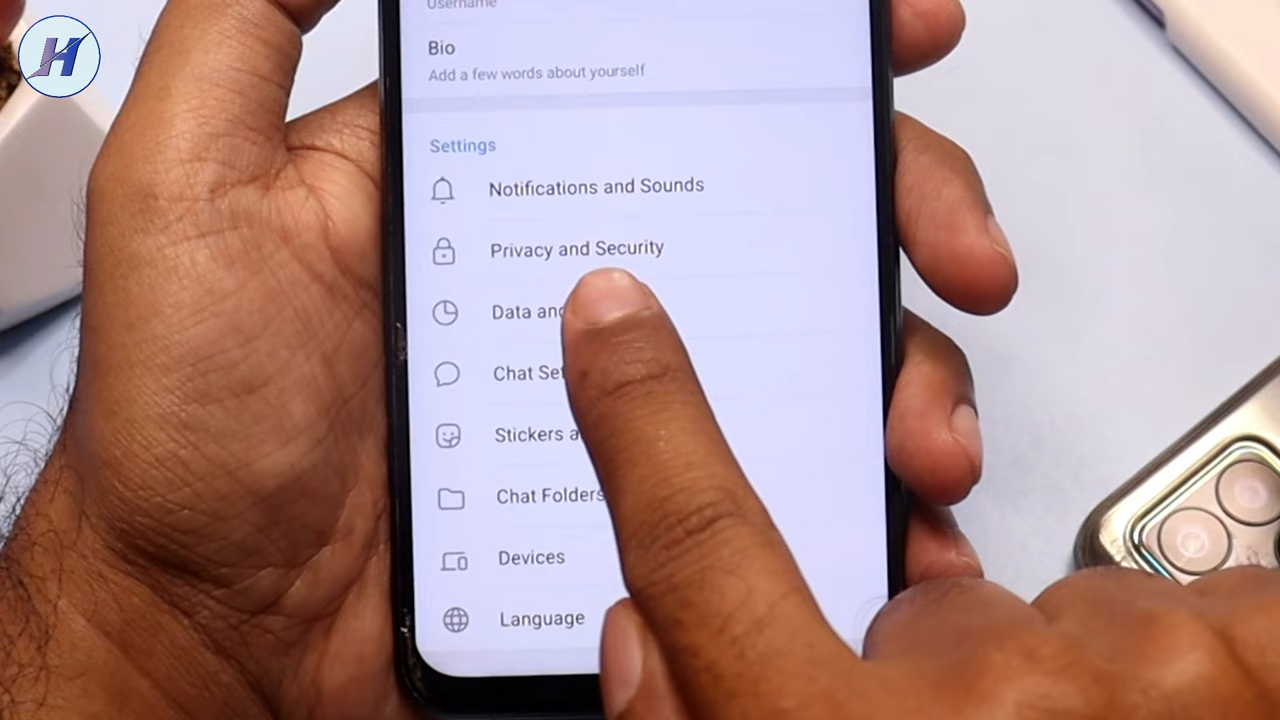 H
Username
Bio
Add a few words about yourself
Settings
Notifications and Sounds
Privacy and Security
Data and
Chat Set
Stickers a
Chat Folders
Devices
Language